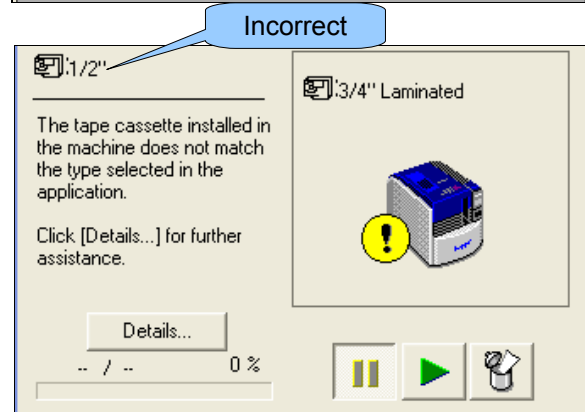 Incorrect
:1/2"
:3/4" Laminated
The tape cassette installed in
the machine does not match
the type selected in the
application.
Click [Details...] for further
assistance.
Details...
-- / -- 0 %